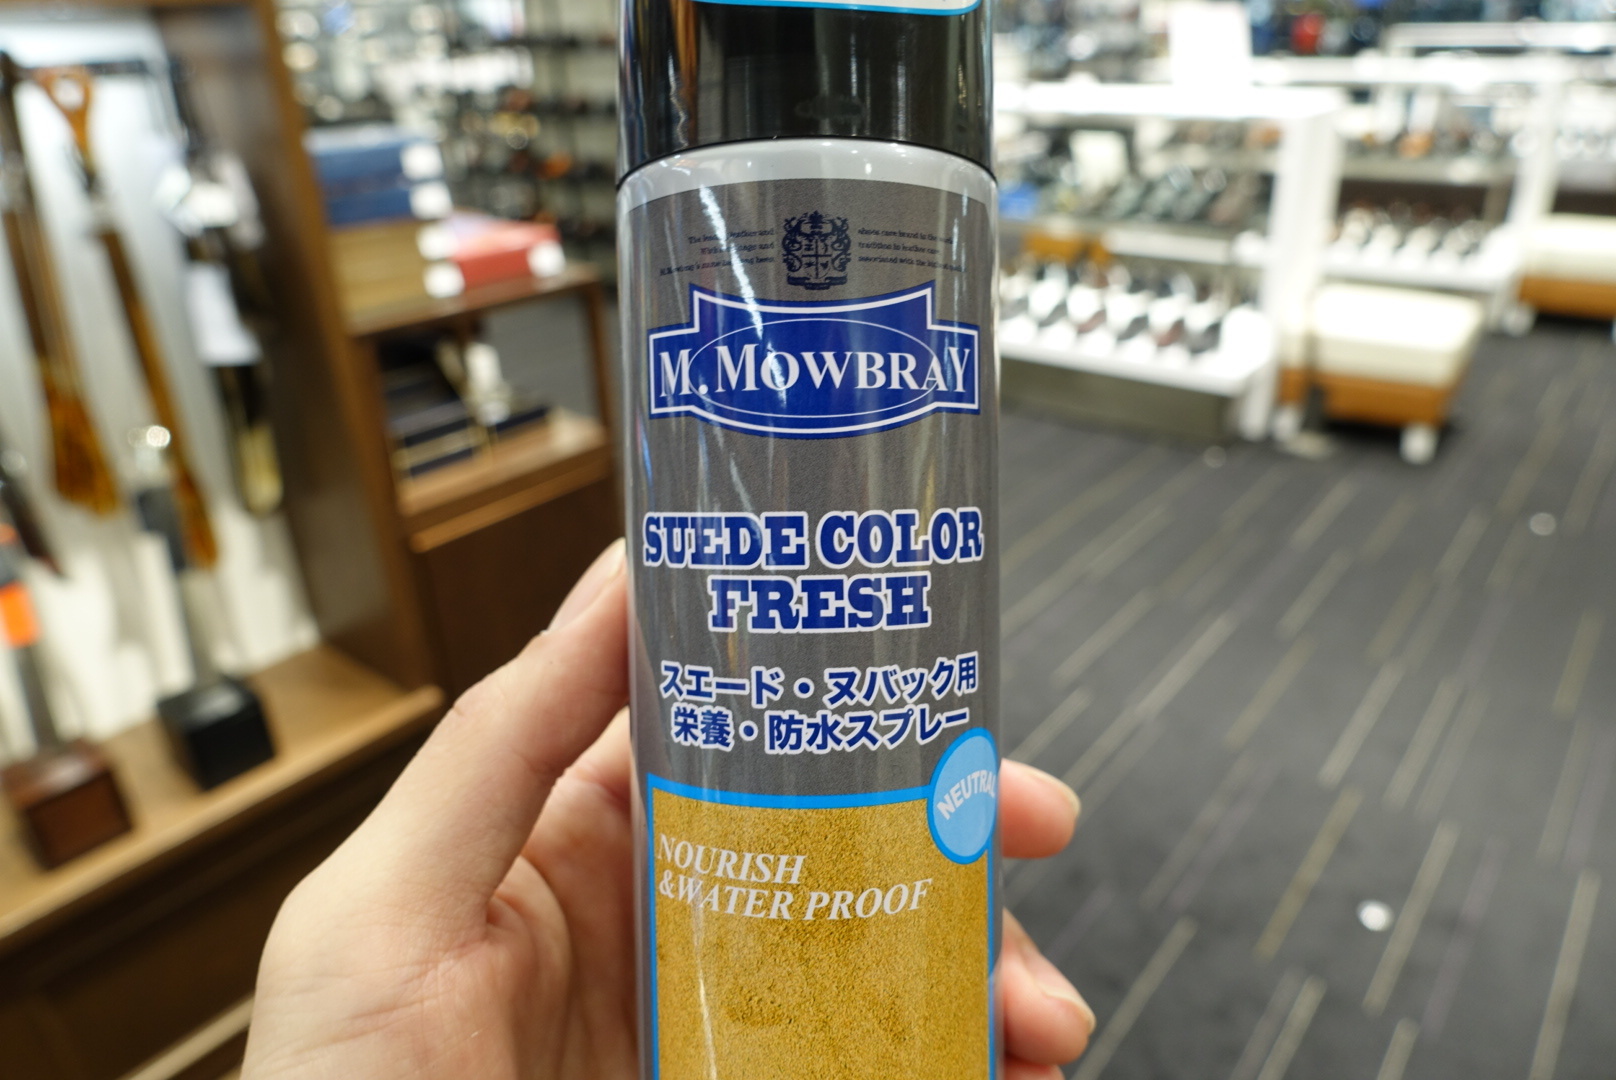 M. MOWBRAY
SUEDE COLOR
FRESH
スエード・ヌバック用
栄養・防水スプレー
NEUTRAL
NOURISH
&WATER PROOF